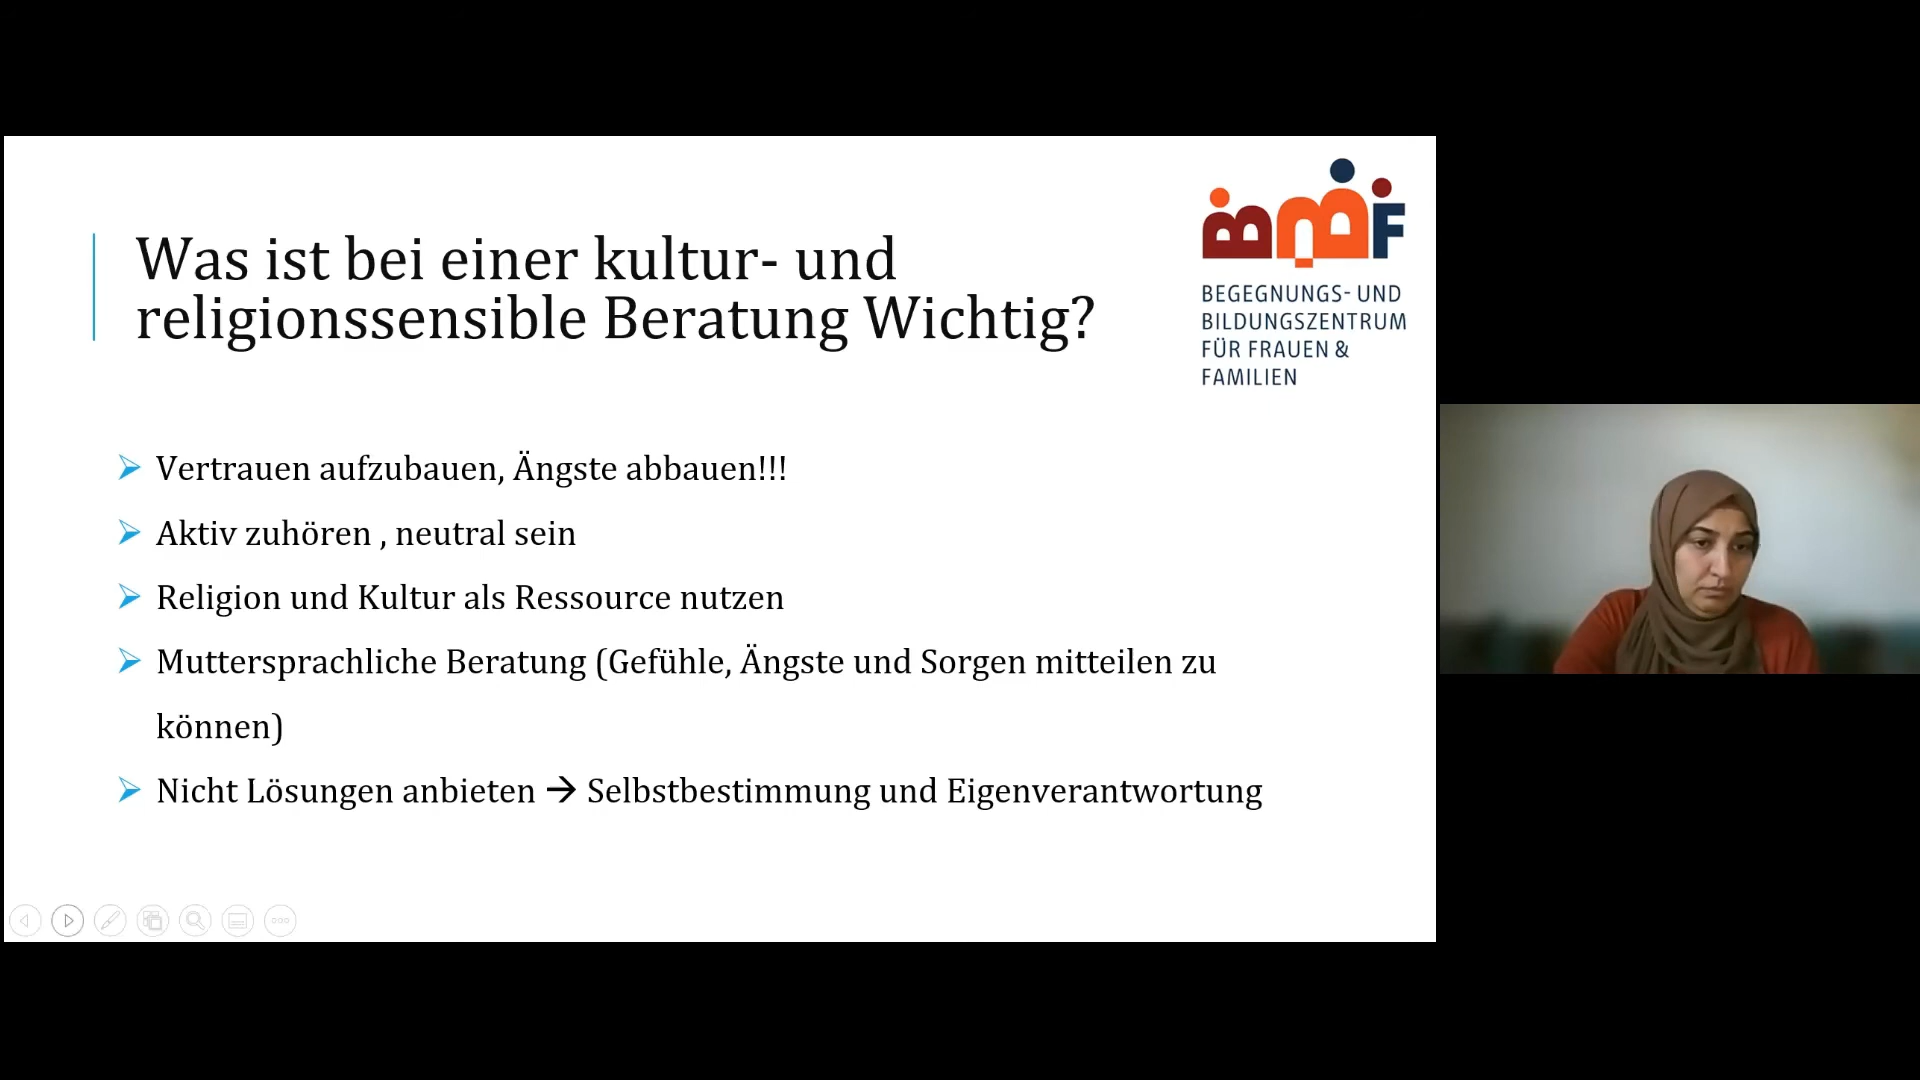 Was ist bei einer kultur- und
religionssensible Beratung Wichtig?
BBMFF
BEGEGNUNGS- UND
BILDUNGSZENTRUM
FÜR FRAUEN &
FAMILIEN
Vertrauen aufzubauen, Ängste abbauen!!!
Aktiv zuhören , neutral sein
Religion und Kultur als Ressource nutzen
Muttersprachliche Beratung (Gefühle, Ängste und Sorgen mitteilen zu
können)
Nicht Lösungen anbieten → Selbstbestimmung und Eigenverantwortung